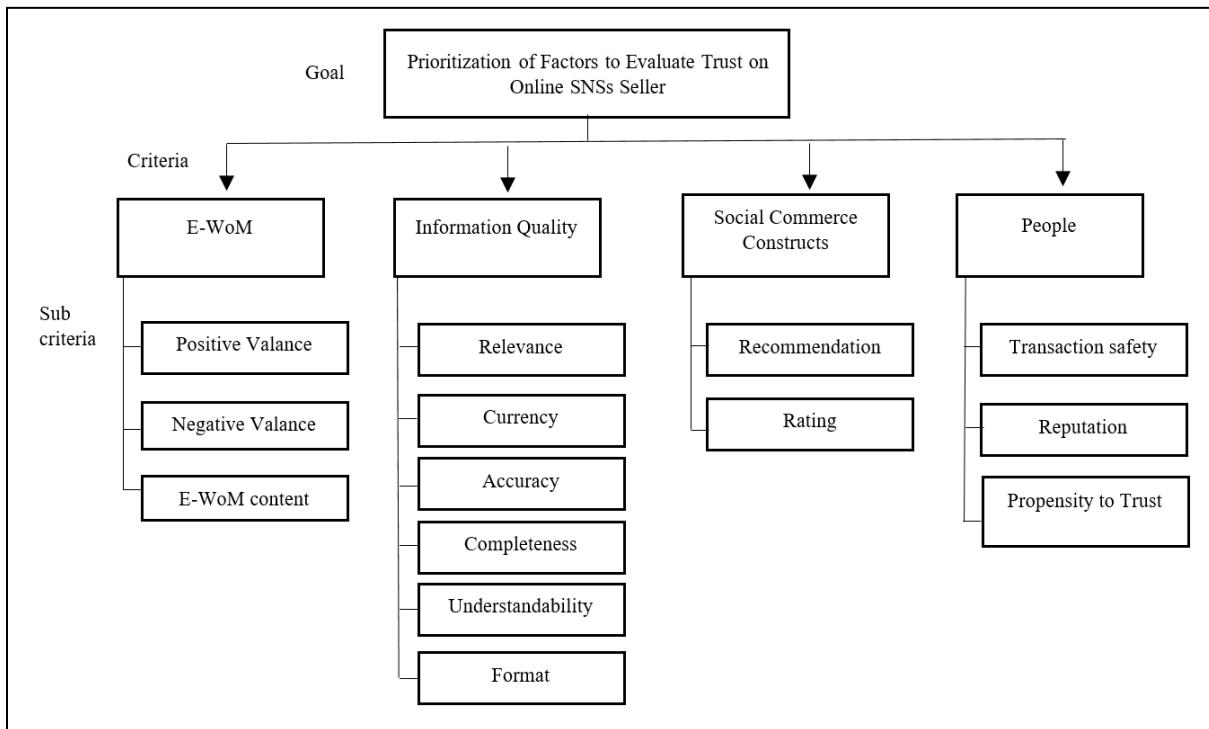 Goal
Prioritization of Factors to Evaluate Trust on
Online SNSs Seller
Criteria
E-WoM
Information Quality
Social Commerce
Constructs
People
Sub
criteria
Positive Valance
Negative Valance
E-WoM content
Relevance
Currency
Accuracy
Completeness
Understandability
Format
Recommendation
Rating
Transaction safety
Reputation
Propensity to Trust